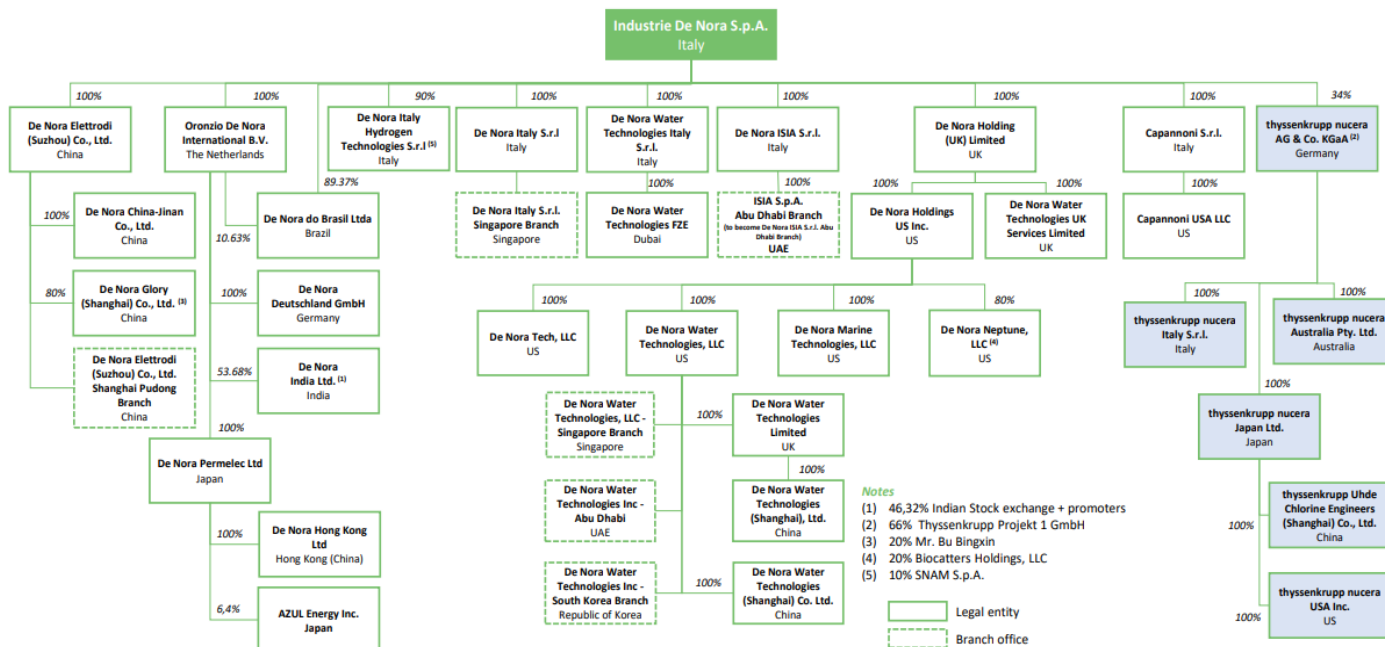 Industrie De Nora S.p.A.
Italy
100%
100%
90%
100%
100%
100%
100%
100%
34%
De Nora Elettrodi
(Suzhou) Co., Ltd.
China
Oronzio De Nora
International B.V.
The Netherlands
De Nora Italy
Hydrogen
Technologies S.r.l (5)
Italy
De Nora Italy S.r.l
Italy
De Nora Water
Technologies Italy
S.r.l.
Italy
De Nora ISIA S.r.l.
Italy
De Nora Holding
(UK) Limited
UK
Capannoni S.r.l.
Italy
thyssenkrupp nucera
AG & Co. KGaA (2)
Germany
89.37%
100%
100%
100%
100%
100%
100%
De Nora China-Jinan
Co., Ltd.
China
10.63%
De Nora do Brasil Ltda
Brazil
De Nora Italy S.r.l.
Singapore Branch
Singapore
De Nora Water
Technologies FZE
Dubai
ISIA S.p.A.
Abu Dhabi Branch
(to become De Nora ISIA S.r.l. Abu
Dhabi Branch)
UAE
De Nora Holdings
US Inc.
US
De Nora Water
Technologies UK
Services Limited
UK
Capannoni USA LLC
US
80%
De Nora Glory
(Shanghai) Co., Ltd. (3)
China
100%
De Nora
Deutschland GmbH
Germany
100%
100%
100%
80%
100%
100%
De Nora Tech, LLC
US
De Nora Water
Technologies, LLC
US
De Nora Marine
Technologies, LLC
US
De Nora Neptune,
LLC (4)
US
thyssenkrupp nucera
Italy S.r.l.
Italy
thyssenkrupp nucera
Australia Pty. Ltd.
Australia
De Nora Elettrodi
(Suzhou) Co., Ltd.
Shanghai Pudong
Branch
China
53.68%
De Nora
India Ltd. (1)
India
100%
De Nora Permelec Ltd
Japan
De Nora Water
Technologies, LLC -
Singapore Branch
Singapore
100%
De Nora Water
Technologies
Limited
UK
100%
thyssenkrupp nucera
Japan Ltd.
Japan
100%
De Nora Water
Technologies Inc -
Abu Dhabi
UAE
De Nora Water
Technologies
(Shanghai), Ltd.
China
100%
De Nora Hong Kong
Ltd
Hong Kong (China)
100%
thyssenkrupp Uhde
Chlorine Engineers
(Shanghai) Co., Ltd.
China
De Nora Water
Technologies Inc -
South Korea Branch
Republic of Korea
100%
De Nora Water
Technologies
(Shanghai) Co. Ltd.
China
6,4%
AZUL Energy Inc.
Japan
100%
thyssenkrupp nucera
USA Inc.
US
Notes
(1) 46,32% Indian Stock exchange + promoters
(2) 66% Thyssenkrupp Projekt 1 GmbH
(3) 20% Mr. Bu Bingxin
(4) 20% Biocatters Holdings, LLC
(5) 10% SNAM S.p.A.
Legal entity
Branch office